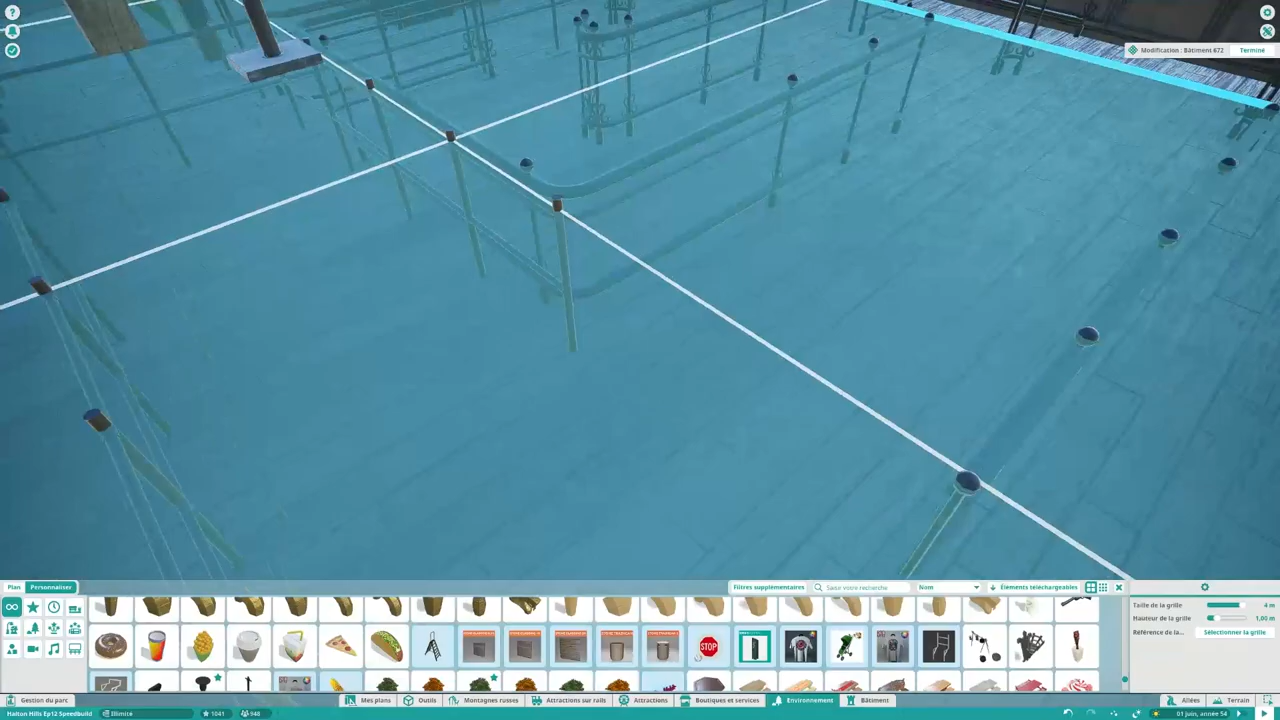 Modification : Bâtiment 672
Terminé
Plan
Personnaliser
Filtres supplémentaires
Saisie votre recherche
Nom
Éléments téléchargeables
Taille de la grille
4 m
Hauteur de la grille
1,00 m
Référence de la...
Sélectionner la grille
STOP
Gestion du parc
Mes plans
Outils
Montagnes russes
Attractions sur rails
Attractions
Boutiques et services
Environnement
Bâtiment
Allées
Terrain
Halton Hills Ep12 Speedbuild
Illimité
1041
948
01 juin, année 54